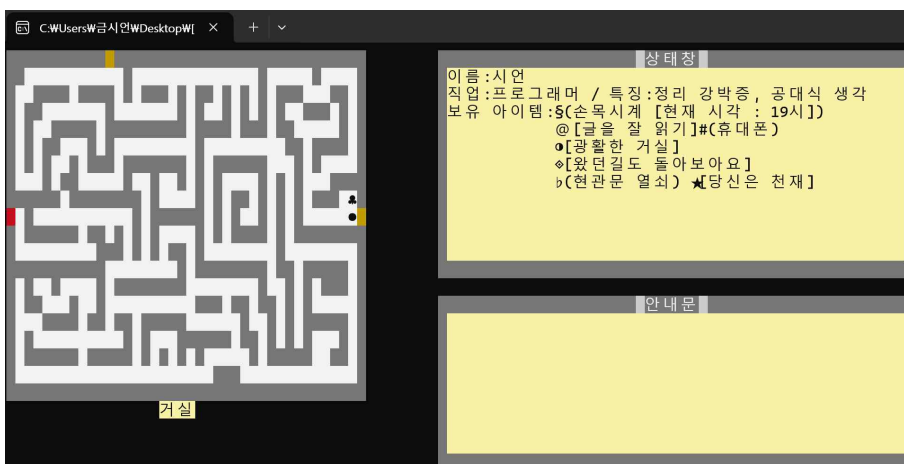 C:₩Users₩금시언₩Desktop₩[
상태창
이름:시언
직업:프로그래머 / 특징:정리 강박증, 공대식 생각
보유 아이템:§(손목시계 [현재 시각 : 19시])
@[글을 잘 읽기]#(휴대폰)
◑[광활한 거실]
◈[왔던길도 돌아보아요]
♭(현관문 열쇠) ★[당신은 천재]
안내문
거실